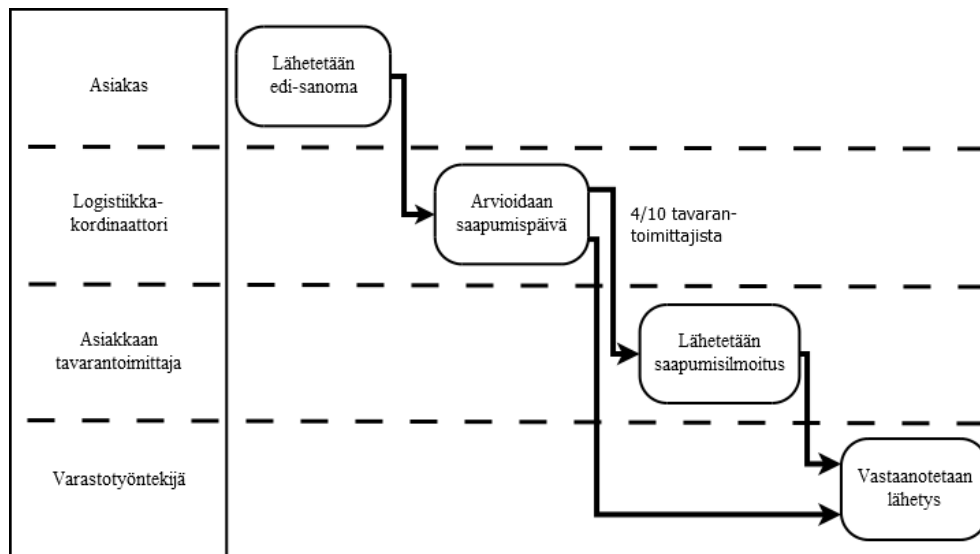 Asiakas
Lähetetään
edi-sanoma
Logistiikka-
kordinaattori
Arvioidaan
saapumispäivä
4/10 tavaran-
toimittajista
Asiakkaan
tavarantoimittaja
Lähetetään
saapumisilmoitus
Varastotyöntekijä
Vastaanotetaan
lähetys